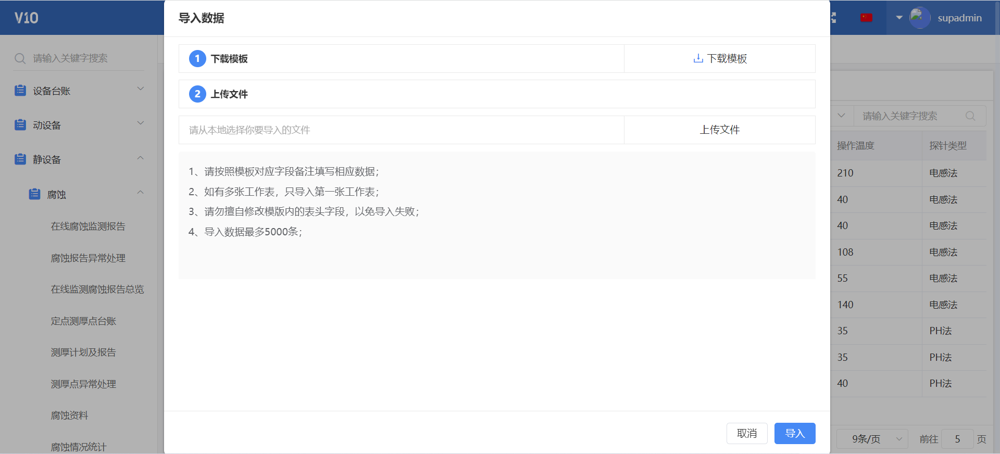 V10
导入数据
supadmin
请输入关键字搜索
设备台账
动设备
静设备
腐蚀
在线腐蚀监测报告
腐蚀报告异常处理
在线监测腐蚀报告总览
定点测厚点台账
测厚计划及报告
测厚点异常处理
腐蚀资料
腐蚀情况统计
1 下载模板
下载模板
2 上传文件
请从本地选择你要导入的文件
上传文件
1、请按照模板对应字段备注填写相应数据；
2、如有多张工作表，只导入第一张工作表；
3、请勿擅自修改模版内的表头字段，以免导入失败；
4、导入数据最多5000条；
取消
导入
请输入关键字搜索
操作温度 探针类型
210 电感法
40 电感法
40 电感法
108 电感法
55 电感法
140 电感法
35 PH法
35 PH法
40 PH法
9条/页 前往 5 页